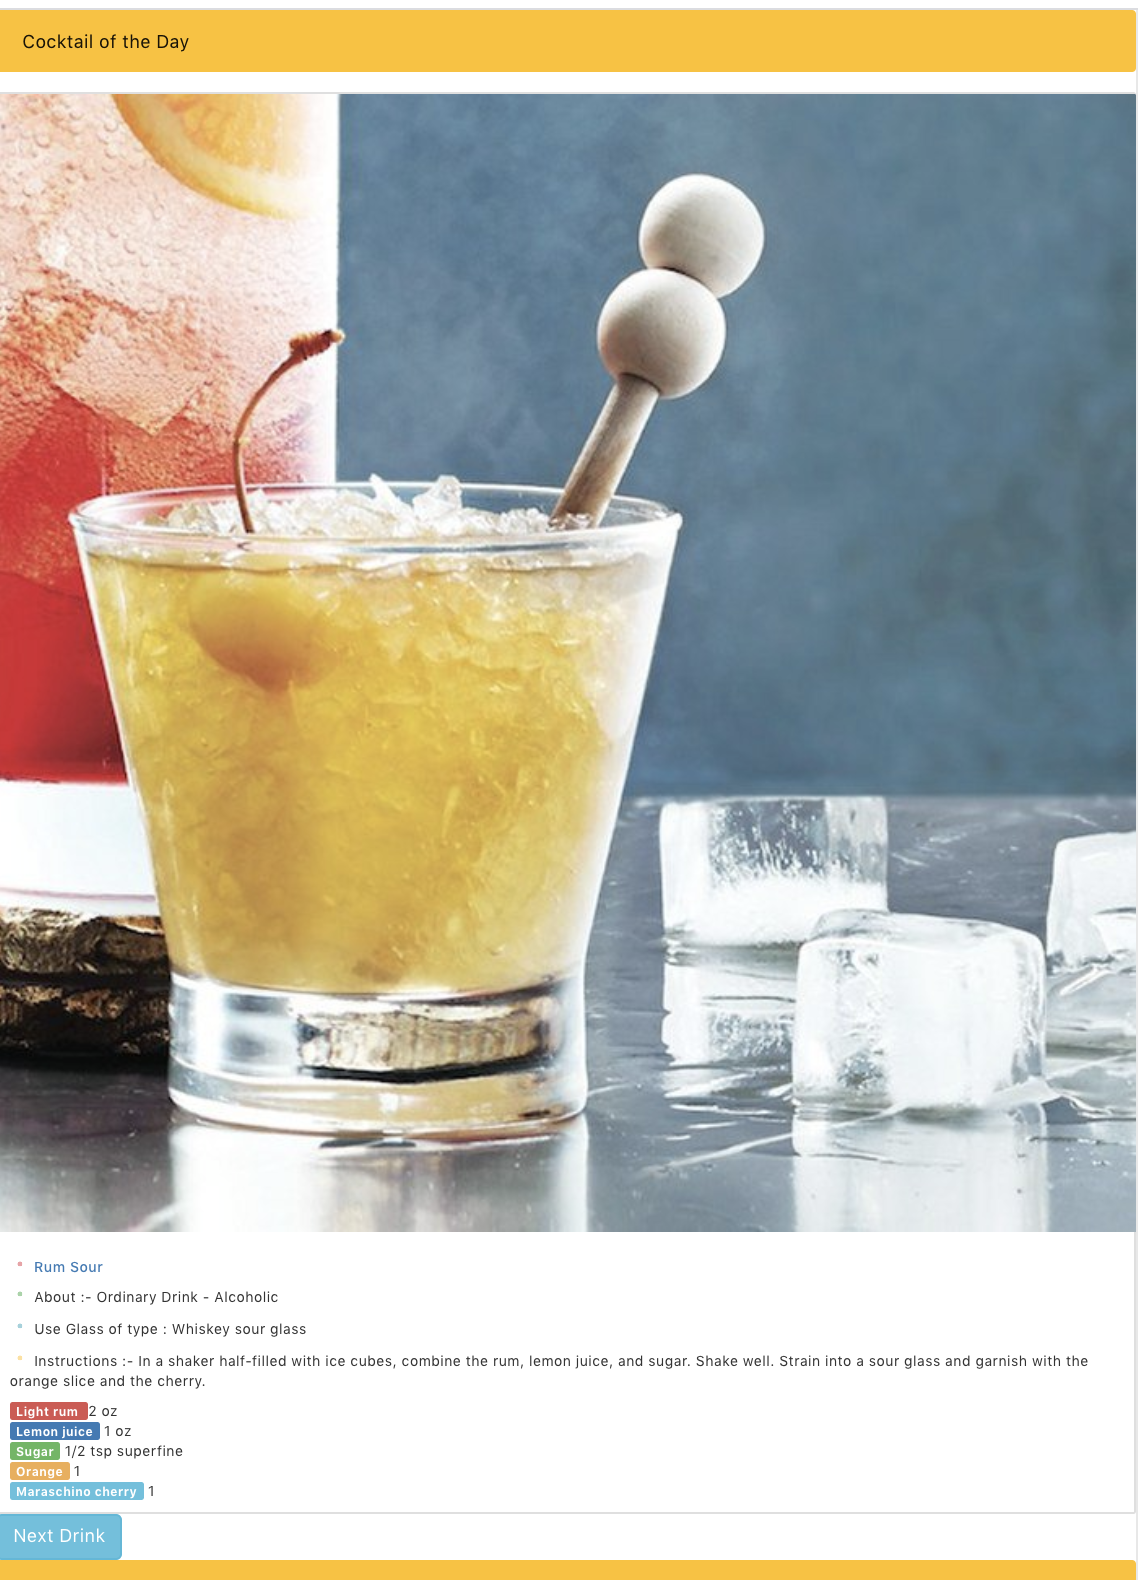 Cocktail of the Day
Rum Sour
About :- Ordinary Drink - Alcoholic
Use Glass of type : Whiskey sour glass
Instructions :- In a shaker half-filled with ice cubes, combine the rum, lemon juice, and sugar. Shake well. Strain into a sour glass and garnish with the
orange slice and the cherry.
Light rum 2 oz
Lemon juice 1 oz
Sugar 1/2 tsp superfine
Orange 1
Maraschino cherry 1
Next Drink